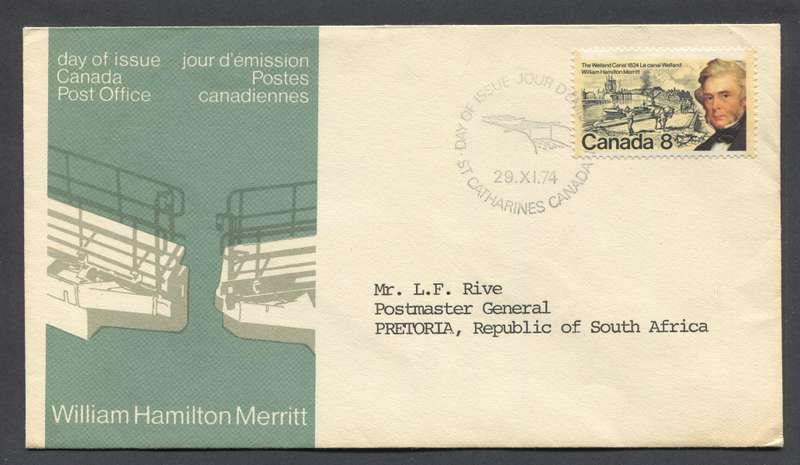 day of issue
Canada
Post Office
jour d'émission
Postes
canadiennes
William Hamilton Merritt
DAY OF ISSUE JOUR
ST CATHARINES CANADA
29.XI.74
The Welland Canal 1824 Le canal Welland
William Hamilton Merritt
Canada 8
Mr. L.F. Rive
Postmaster General
PRETORIA, Republic of South Africa